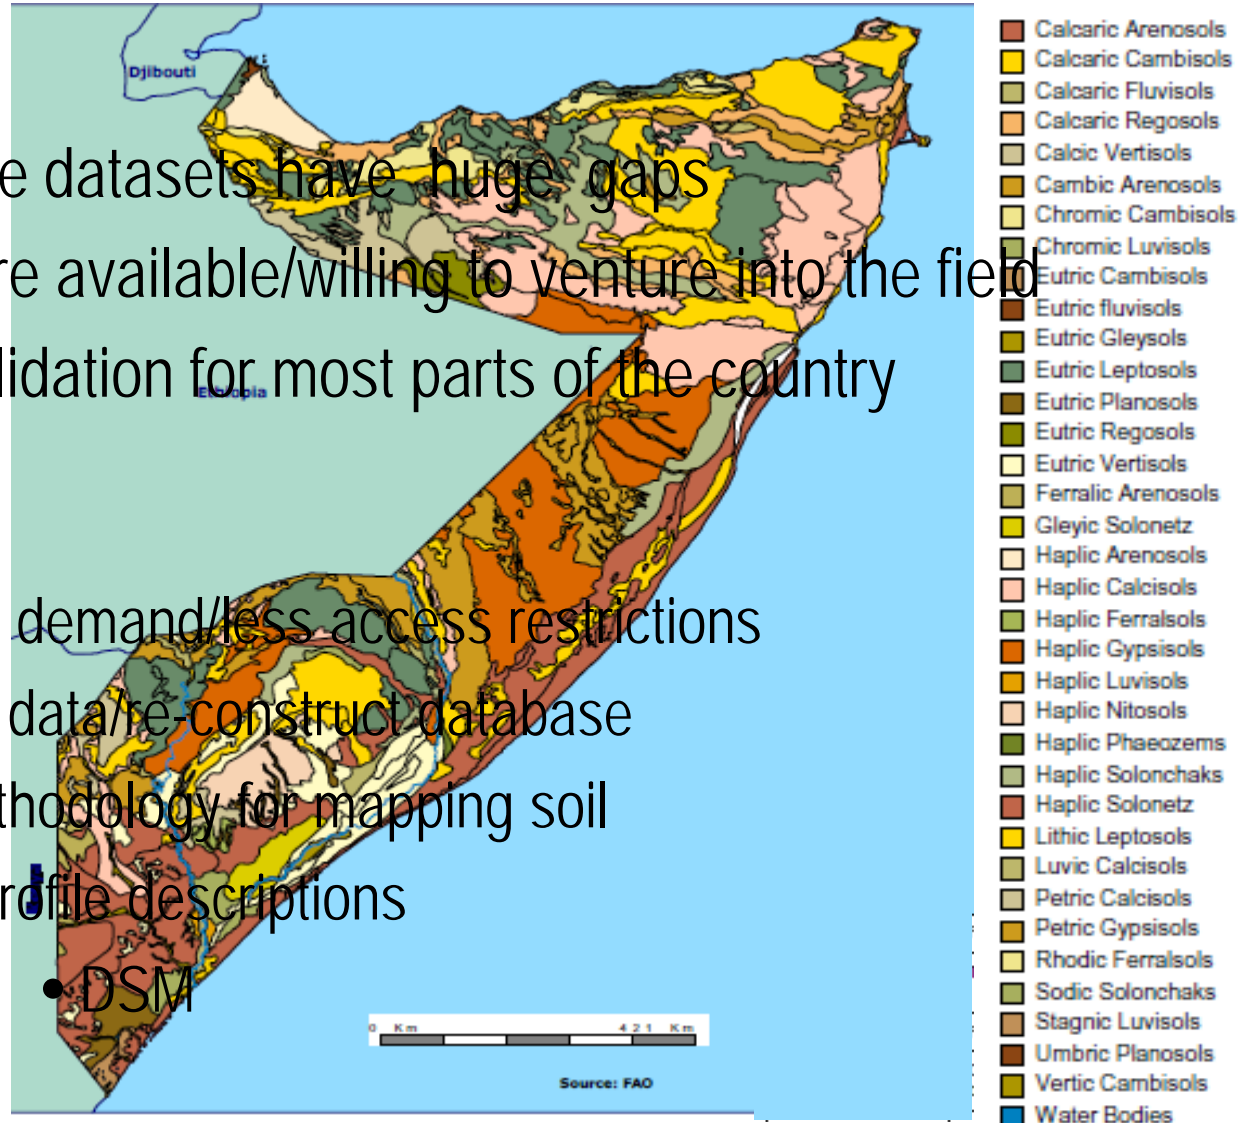 Djibouti
e datasets have huge gaps
re available/willing to venture into the field
lidation for most parts of the country
Ethiopia
demand/less access restrictions
data/re-construct database
thodology for mapping soil
rofile descriptions
• DSM
0 Km 421 Km
Source: FAO
Calcaric Arenosols
Calcaric Cambisols
Calcaric Fluvisols
Calcaric Regosols
Calcic Vertisols
Cambic Arenosols
Chromic Cambisols
Chromic Luvisols
Eutric Cambisols
Eutric fluvisols
Eutric Gleysols
Eutric Leptosols
Eutric Planosols
Eutric Regosols
Eutric Vertisols
Ferralic Arenosols
Gleyic Solonetz
Haplic Arenosols
Haplic Calcisols
Haplic Ferralsols
Haplic Gypsisols
Haplic Luvisols
Haplic Nitosols
Haplic Phaeozems
Haplic Solonchaks
Haplic Solonetz
Lithic Leptosols
Luvic Calcisols
Petric Calcisols
Petric Gypsisols
Rhodic Ferralsols
Sodic Solonchaks
Stagnic Luvisols
Umbric Planosols
Vertic Cambisols
Water Bodies